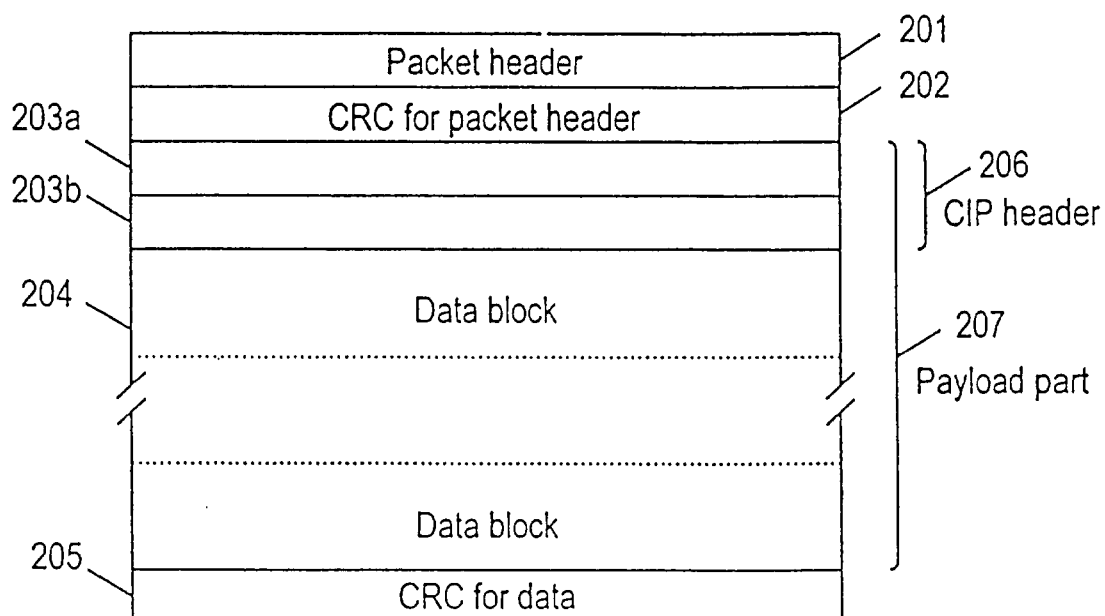 201
Packet header
202
CRC for packet header
203a
203b
206
CIP header
204
Data block
207
Payload part
Data block
205
CRC for data